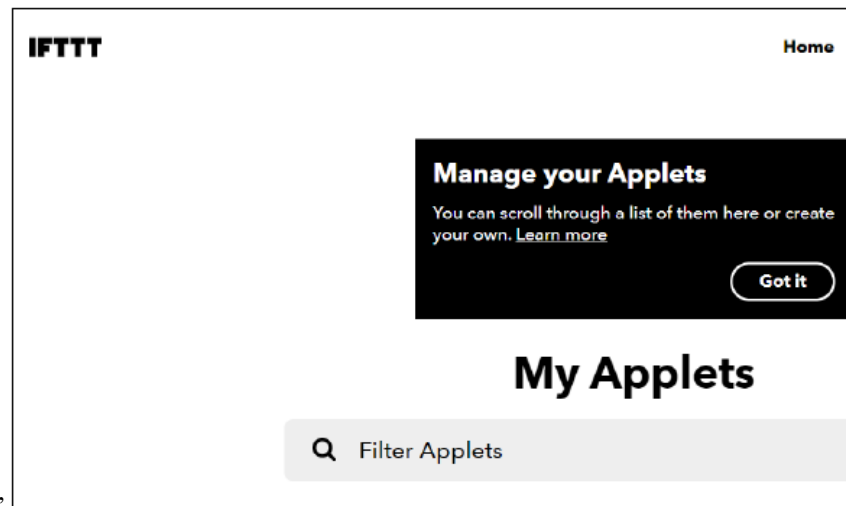 IFTTT
Home
Manage your Applets
You can scroll through a list of them here or create
your own. Learn more
Got it
My Applets
Filter Applets
,